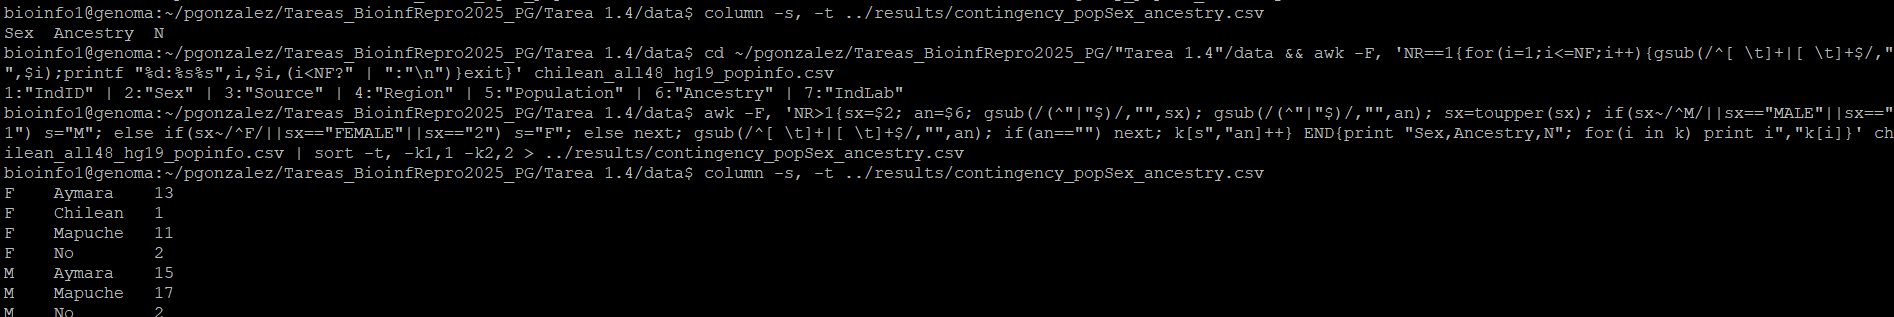 bioinfo1@genoma:~/pgonzalez/Tareas_BioinfRepro2025_PG/Tarea 1.4/data$ column -s, -t ../results/contingency_popSex_ancestry.csv
Sex  Ancestry  N
bioinfo1@genoma:~/pgonzalez/Tareas_BioinfRepro2025_PG/Tarea 1.4/data$ cd ~/pgonzalez/Tareas_BioinfRepro2025_PG/"Tarea 1.4"/data && awk -F, 'NR==1{for(i=1;i<=NF;i++){gsub(/^[ \t]+|[ \t]+$/,"
",$i);printf "%d:%s%s",i,$i,(i<NF?" | ":"\n")}exit}' chilean_all48_hg19_popinfo.csv
1:"IndID" | 2:"Sex" | 3:"Source" | 4:"Region" | 5:"Population" | 6:"Ancestry" | 7:"IndLab"
bioinfo1@genoma:~/pgonzalez/Tareas_BioinfRepro2025_PG/Tarea 1.4/data$ awk -F, 'NR>1{sx=$2; an=$6; gsub(/(^"|"$)/,"",sx); gsub(/(^"|"$)/,"",an); sx=toupper(sx); if(sx~/^M/||sx=="MALE"||sx=="
1") s="M"; else if(sx~/^F/||sx=="FEMALE"||sx=="2") s="F"; else next; gsub(/^[ \t]+|[ \t]+$/,"",an); if(an=="") next; k[s","an]++} END{print "Sex,Ancestry,N"; for(i in k) print i","k[i]}' ch
ilean_all48_hg19_popinfo.csv | sort -t, -k1,1 -k2,2 > ../results/contingency_popSex_ancestry.csv
bioinfo1@genoma:~/pgonzalez/Tareas_BioinfRepro2025_PG/Tarea 1.4/data$ column -s, -t ../results/contingency_popSex_ancestry.csv
F    Aymara    13
F    Chilean   1
F    Mapuche   11
F    No        2
M    Aymara    15
M    Mapuche   17
M    No        2